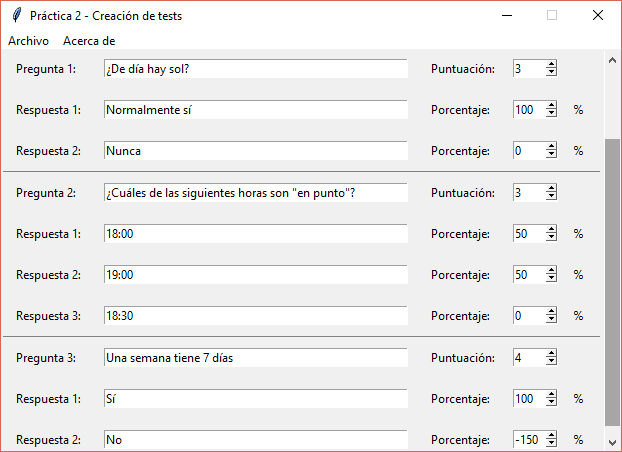 Práctica 2 - Creación de tests
Archivo Acerca de
Pregunta 1: ¿De día hay sol? Puntuación: 3
Respuesta 1: Normalmente sí Porcentaje: 100 %
Respuesta 2: Nunca Porcentaje: 0 %
Pregunta 2: ¿Cuáles de las siguientes horas son "en punto"? Puntuación: 3
Respuesta 1: 18:00 Porcentaje: 50 %
Respuesta 2: 19:00 Porcentaje: 50 %
Respuesta 3: 18:30 Porcentaje: 0 %
Pregunta 3: Una semana tiene 7 días Puntuación: 4
Respuesta 1: Sí Porcentaje: 100 %
Respuesta 2: No Porcentaje: -150 %